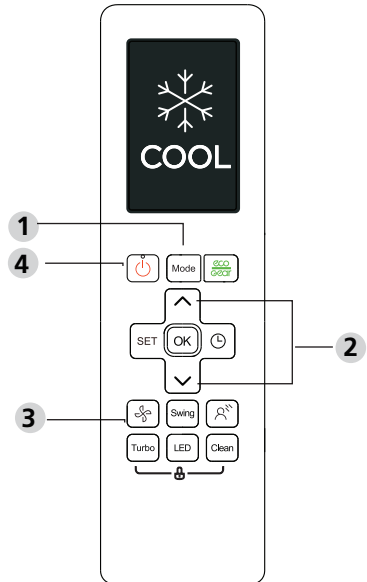 COOL
1
4
Mode
eco
gear
SET
OK
2
3
Swing
Turbo
LED
Clean